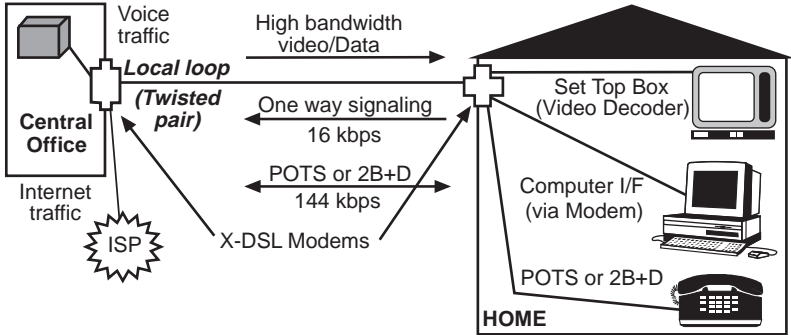 Voice
traffic
High bandwidth
video/Data
Local loop
(Twisted
pair)
Central
Office
One way signaling
16 kbps
Set Top Box
(Video Decoder)
Internet
traffic
POTS or 2B+D
144 kbps
Computer I/F
(via Modem)
ISP
X-DSL Modems
POTS or 2B+D
HOME